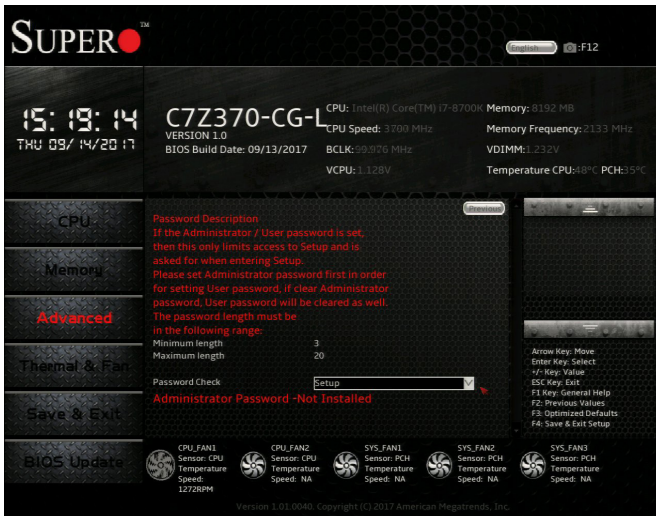 SUPER
TM
English
:F12
15:19:14
THU 09/14/2017
C7Z370-CG-L
VERSION 1.0
BIOS Build Date: 09/13/2017
CPU: Intel(R) Core(TM) i7-8700K
CPU Speed: 3700 MHz
BCLK:99.976 MHz
VCPU:1.128V
Memory: 8192 MB
Memory Frequency:2133 MHz
VDIMM:1.232V
Temperature CPU:48°C PCH:35°C
CPU
Memory
Advanced
Thermal & Fan
Save & Exit
BIOS Update
Previous
Password Description
If the Administrator / User password is set,
then this only limits access to Setup and is
asked for when entering Setup.
Please set Administrator password first in order
for setting User password, if clear Administrator
password, User password will be cleared as well.
The password length must be
in the following range:
Minimum length 3
Maximum length 20
Password Check Setup
Administrator Password -Not Installed
Arrow Key: Move
Enter Key: Select
+/- Key: Value
ESC Key: Exit
F1 Key: General Help
F2: Previous Values
F3: Optimized Defaults
F4: Save & Exit Setup
CPU_FAN1
Sensor: CPU
Temperature
Speed:
1272RPM
CPU_FAN2
Sensor: CPU
Temperature
Speed: NA
SYS_FAN1
Sensor: PCH
Temperature
Speed: NA
SYS_FAN2
Sensor: PCH
Temperature
Speed: NA
SYS_FAN3
Sensor: PCH
Temperature
Speed: NA
Version 1.01.0040. Copyright (C) 2017 American Megatrends, Inc.